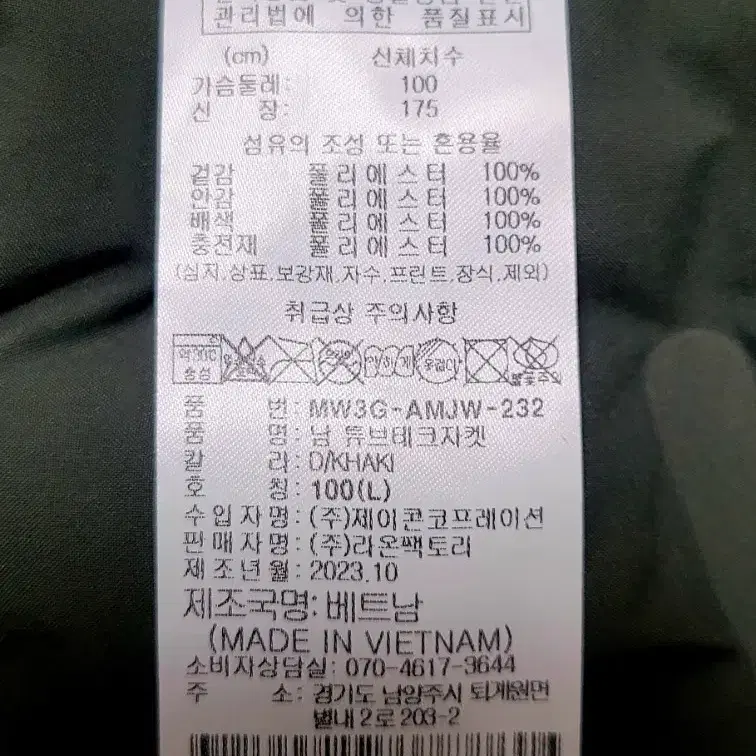 관리법에 의한 품질표시
(cm) 신체치수
가슴둘레: 100
신 장: 175
섬유의 조성 또는 혼용율
겉감 폴리에스터 100%
안감 폴리에스터 100%
배색 폴리에스터 100%
충전재 폴리에스터 100%
(심지,상표,보강재,자수,프린트,장식,제외)
취급상 주의사항
약30℃
중성
품 번: MW3G-AMJW-232
품 명: 남 튜브테크자켓
칼 라: D/KHAKI
호 칭: 100(L)
수입자명: (주)제이콘코프레이션
판매자명: (주)라온팩토리
제조년월: 2023.10
제조국명: 베트남
(MADE IN VIETNAM)
소비자상담실: 070-4617-3644
주 소: 경기도 남양주시 퇴계원면
별내2로 203-2